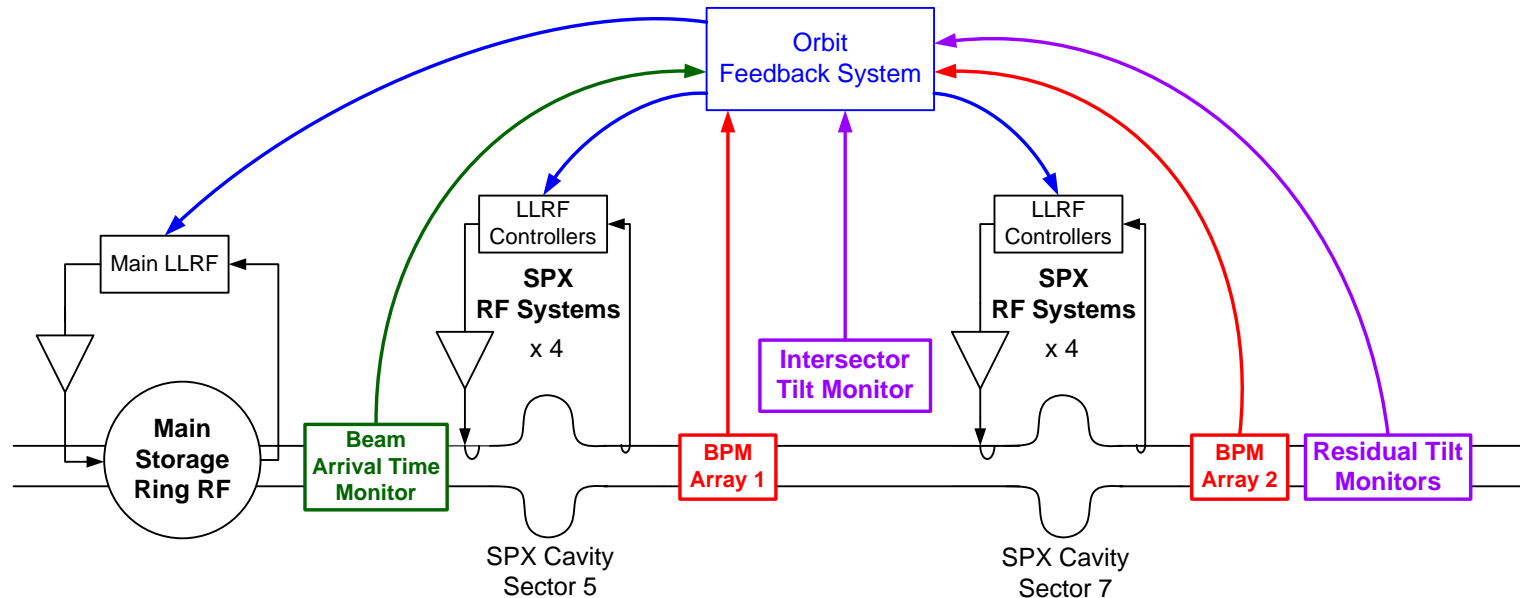 Orbit
Feedback System
LLRF
Controllers
LLRF
Controllers
Main LLRF
SPX
RF Systems
x 4
SPX
RF Systems
x 4
Intersector
Tilt Monitor
Main
Storage
Ring RF
Beam
Arrival Time
Monitor
BPM
Array 1
BPM
Array 2
Residual Tilt
Monitors
SPX Cavity
Sector 5
SPX Cavity
Sector 7